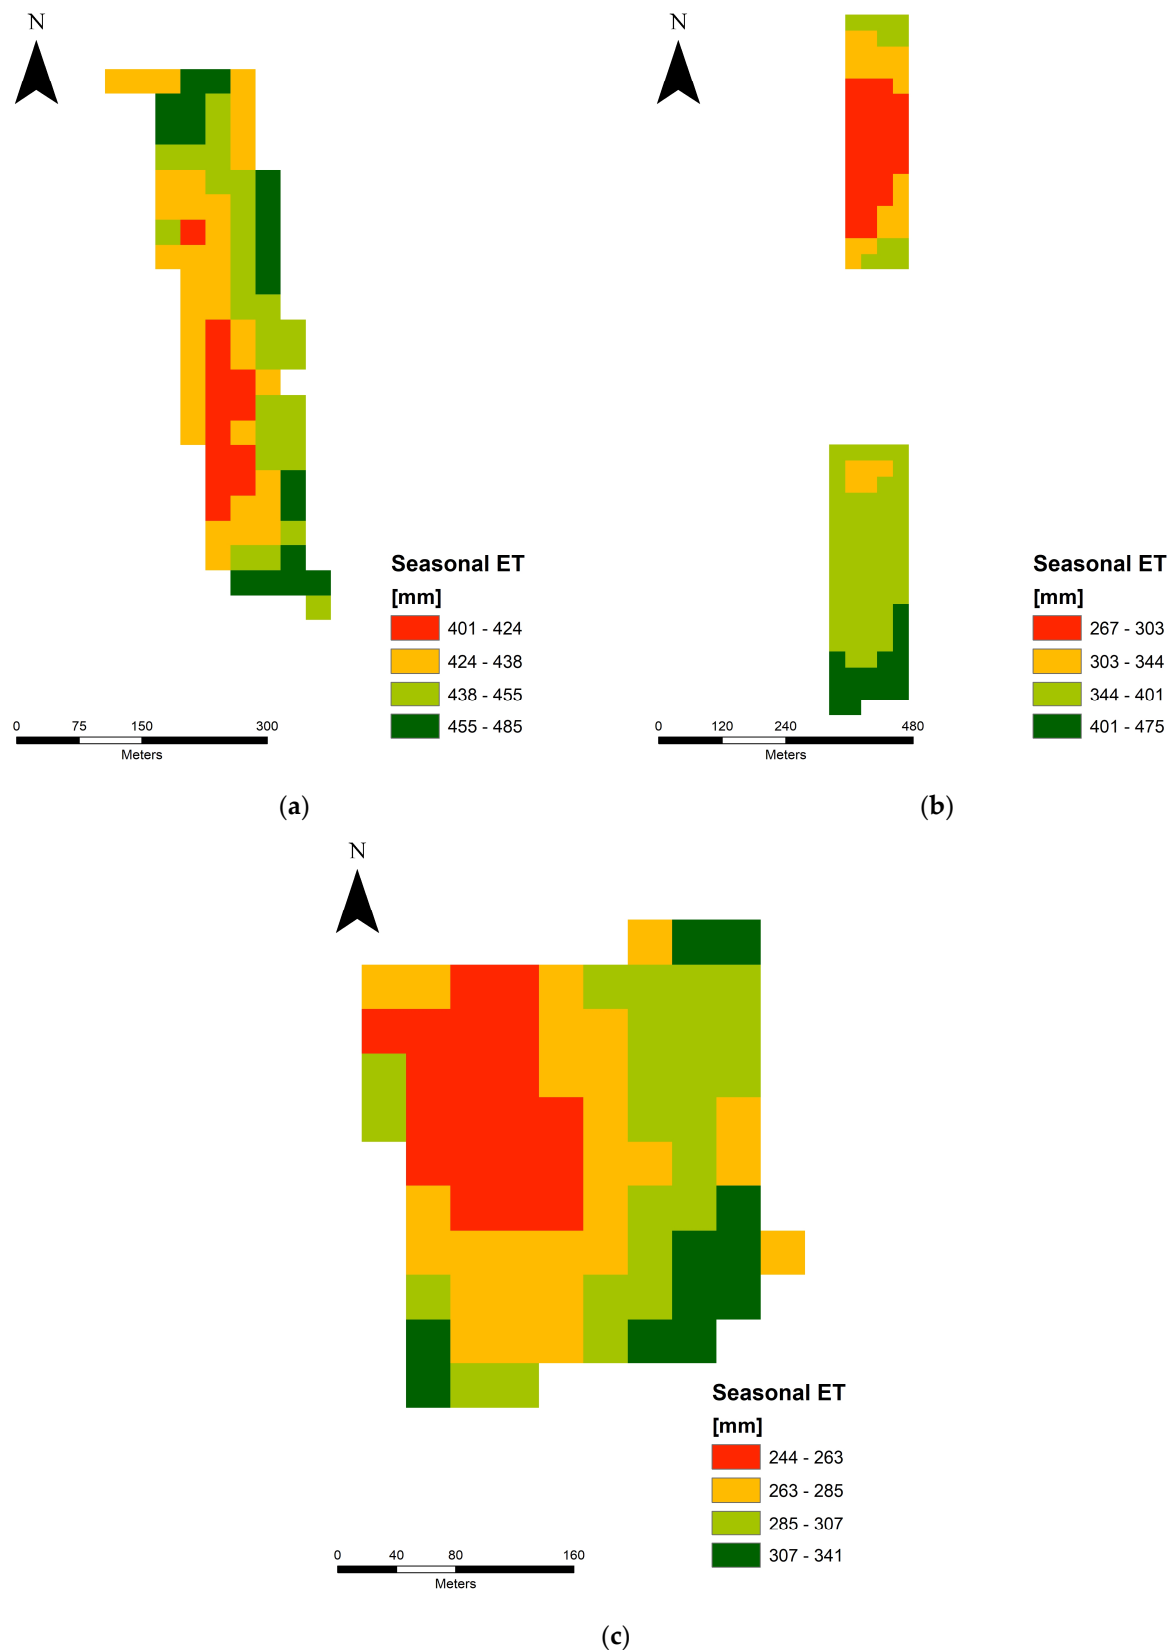 N
Seasonal ET
[mm]
401 - 424
424 - 438
438 - 455
455 - 485
0 75 150 300
Meters
(a)
N
Seasonal ET
[mm]
267 - 303
303 - 344
344 - 401
401 - 475
0 120 240 480
Meters
(b)
N
Seasonal ET
[mm]
244 - 263
263 - 285
285 - 307
307 - 341
0 40 80 160
Meters
(c)